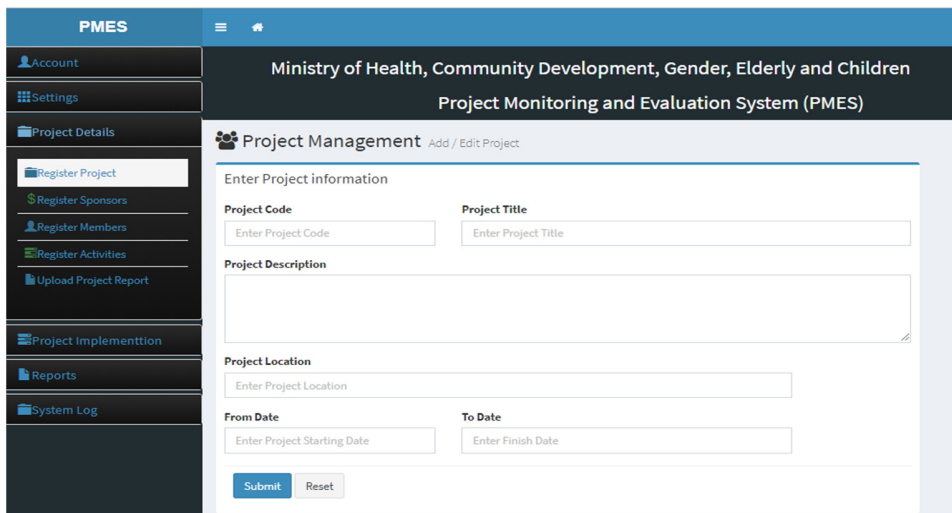 PMES
Account
Settings
Project Details
Register Project
$Register Sponsors
Register Members
Register Activities
Upload Project Report
Project Implementtion
Reports
System Log
Ministry of Health, Community Development, Gender, Elderly and Children
Project Monitoring and Evaluation System (PMES)
Project Management Add / Edit Project
Enter Project information
Project Code Project Title
Enter Project Code Enter Project Title
Project Description
Project Location
Enter Project Location
From Date To Date
Enter Project Starting Date Enter Finish Date
Submit Reset